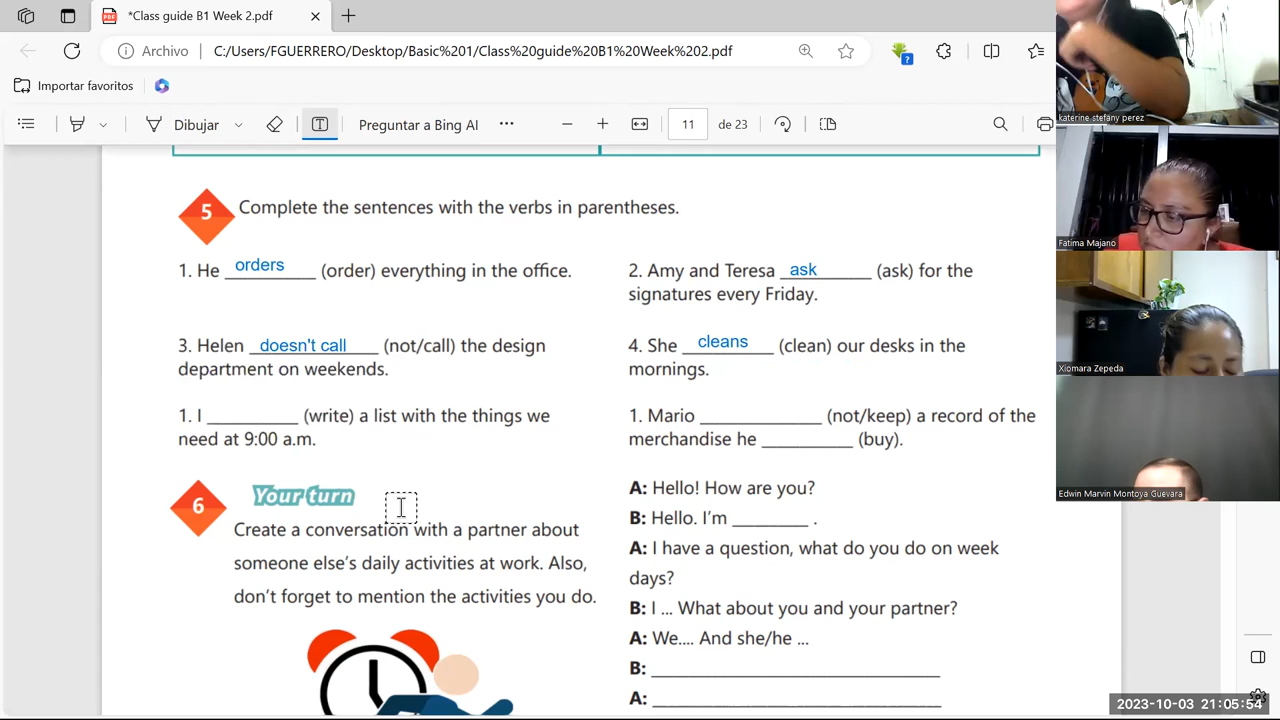 *Class guide B1 Week 2.pdf
Archivo
C:/Users/FGUERRERO/Desktop/Basic%201/Class%20guide%20B1%20Week%202.pdf
Importar favoritos
Dibujar
Preguntar a Bing AI
11
de 23
5
Complete the sentences with the verbs in parentheses.
1. He orders (order) everything in the office.
2. Amy and Teresa ask (ask) for the
signatures every Friday.
3. Helen doesn't call (not/call) the design
department on weekends.
4. She cleans (clean) our desks in the
mornings.
1. I __________ (write) a list with the things we
need at 9:00 a.m.
1. Mario _____________ (not/keep) a record of the
merchandise he __________ (buy).
6
Your turn
Create a conversation with a partner about
someone else's daily activities at work. Also,
don't forget to mention the activities you do.
A: Hello! How are you?
B: Hello. I'm ________ .
A: I have a question, what do you do on week
days?
B: I ... What about you and your partner?
A: We.... And she/he ...
B: ________________________________
A: ________________________________
katerine stefany perez
Fatima Majano
Xiomara Zepeda
Edwin Marvin Montoya Guevara
2023-10-03 21:05:54